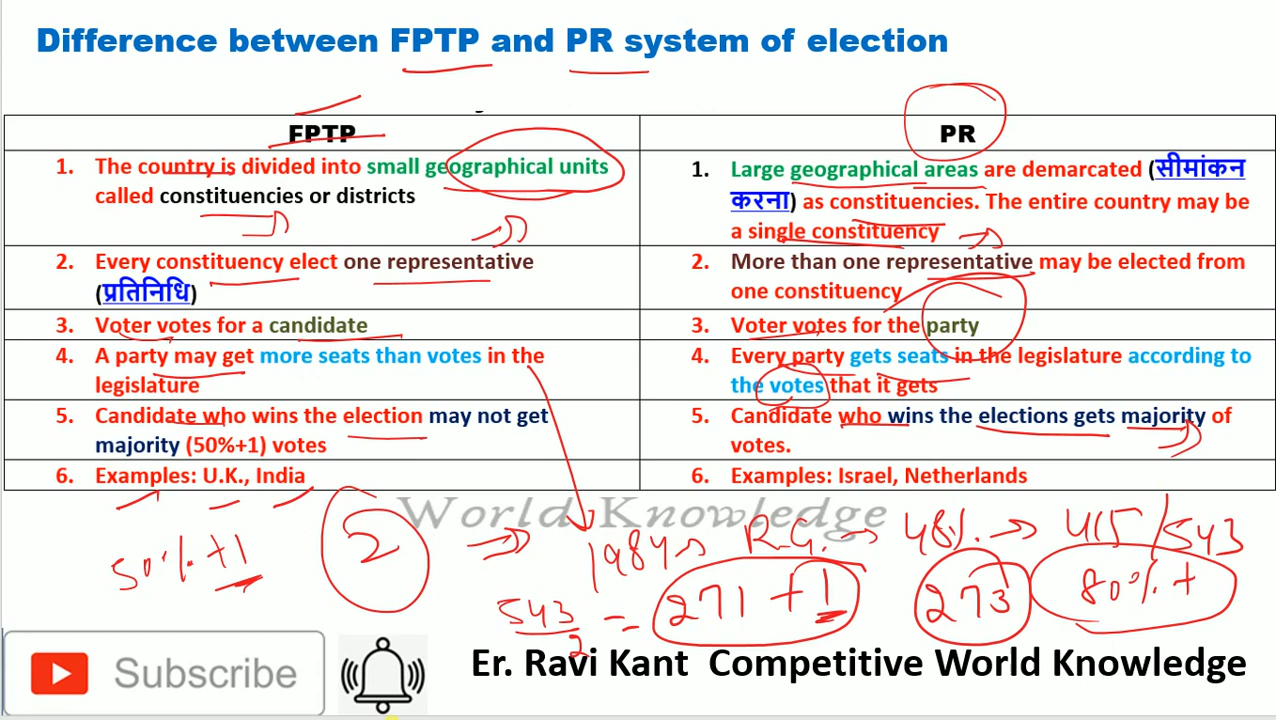 Difference between FPTP and PR system of election
FPTP
1. The country is divided into small geographical units
called constituencies or districts
2. Every constituency elect one representative
(प्रतिनिधि)
3. Voter votes for a candidate
4. A party may get more seats than votes in the
legislature
5. Candidate who wins the election may not get
majority (50%+1) votes
6. Examples: U.K., India
PR
1. Large geographical areas are demarcated (सीमांकन
करना) as constituencies. The entire country may be
a single constituency
2. More than one representative may be elected from
one constituency
3. Voter votes for the party
4. Every party gets seats in the legislature according to
the votes that it gets
5. Candidate who wins the elections gets majority of
votes.
6. Examples: Israel, Netherlands
World Knowledge
50%+1
2
1984 R.G. 48% 415/543
543/2 = 271+1 273 80%+
Subscribe
Er. Ravi Kant Competitive World Knowledge